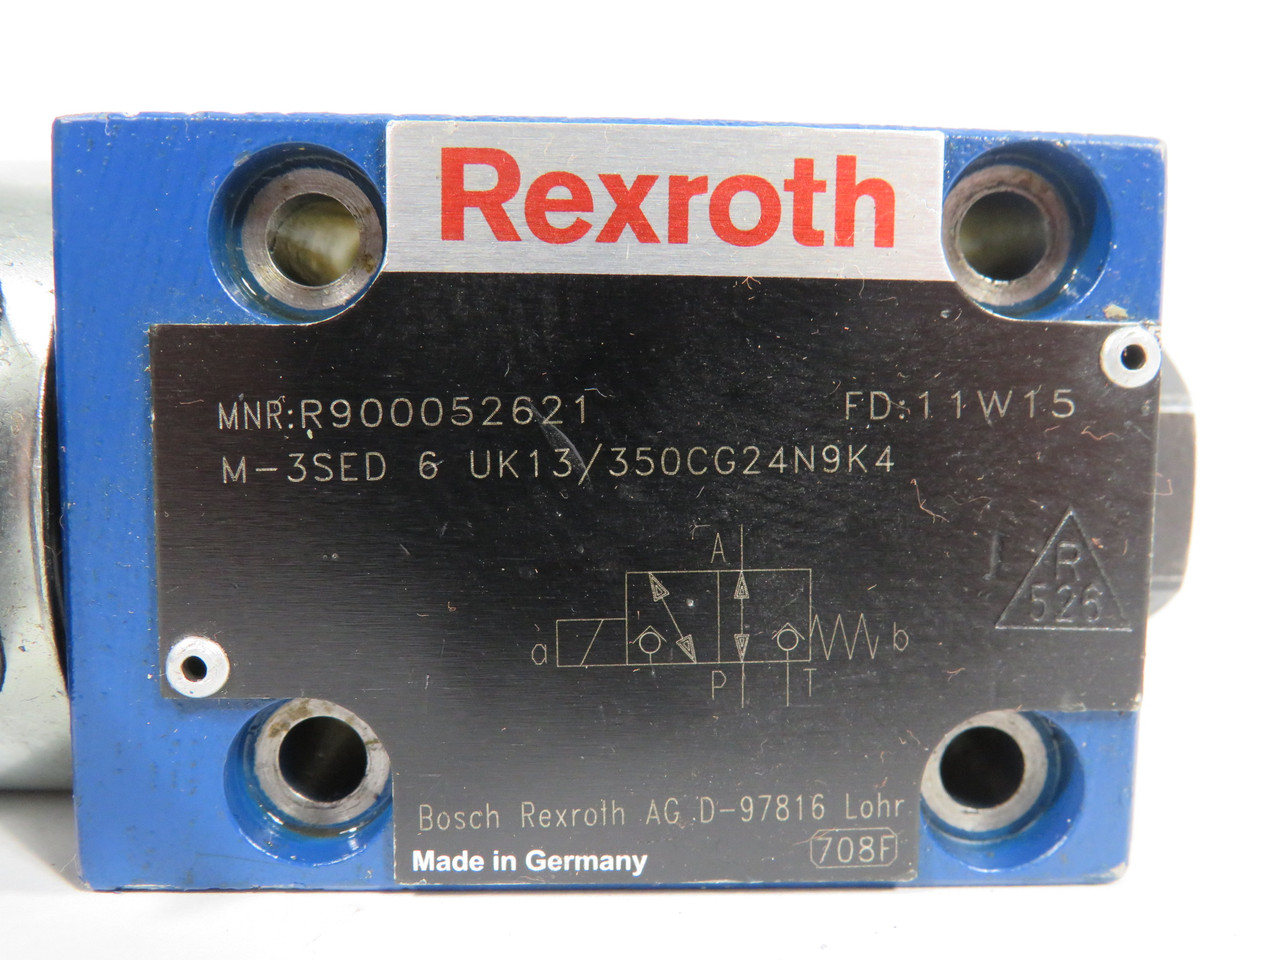 Rexroth
MNR:R900052621 FD:11W15
M-3SED 6 UK13/350CG24N9K4
R
526
A
a b
P T
Bosch Rexroth AG D-97816 Lohr
Made in Germany 708F